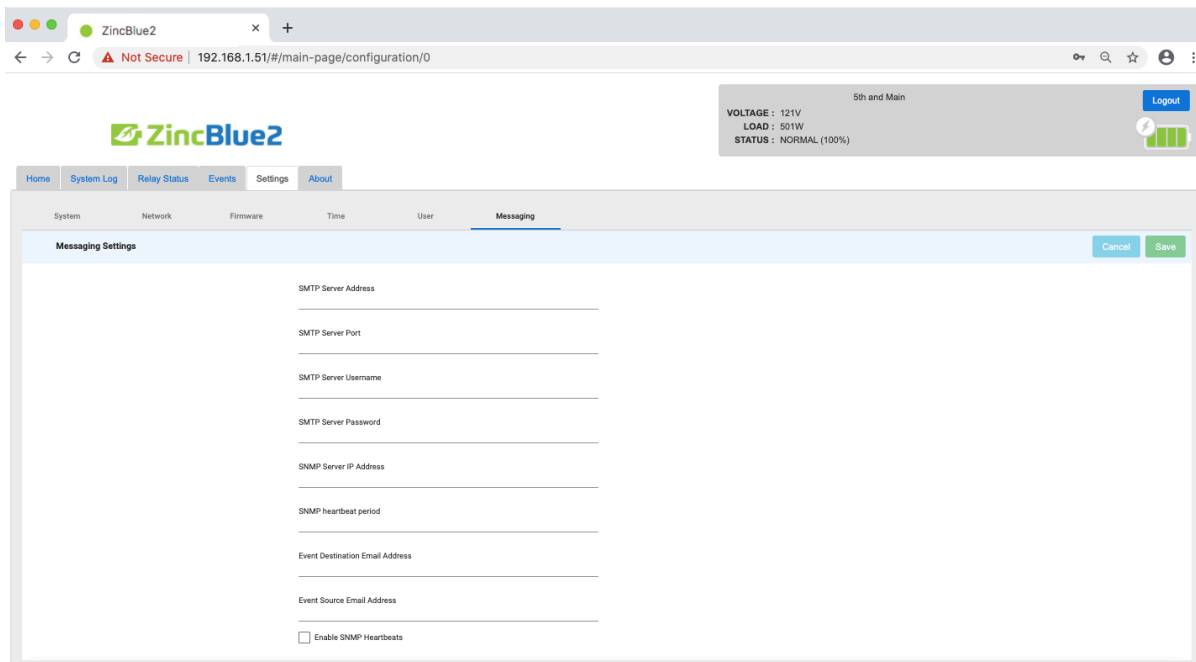 ZincBlue2
Not Secure 192.168.1.51/#/main-page/configuration/0
5th and Main
Logout
VOLTAGE : 121V
LOAD : 501W
STATUS : NORMAL (100%)
ZincBlue2
Home System Log Relay Status Events Settings About
System Network Firmware Time User Messaging
Messaging Settings Cancel Save
SMTP Server Address
SMTP Server Port
SMTP Server Username
SMTP Server Password
SNMP Server IP Address
SNMP heartbeat period
Event Destination Email Address
Event Source Email Address
Enable SNMP Heartbeats